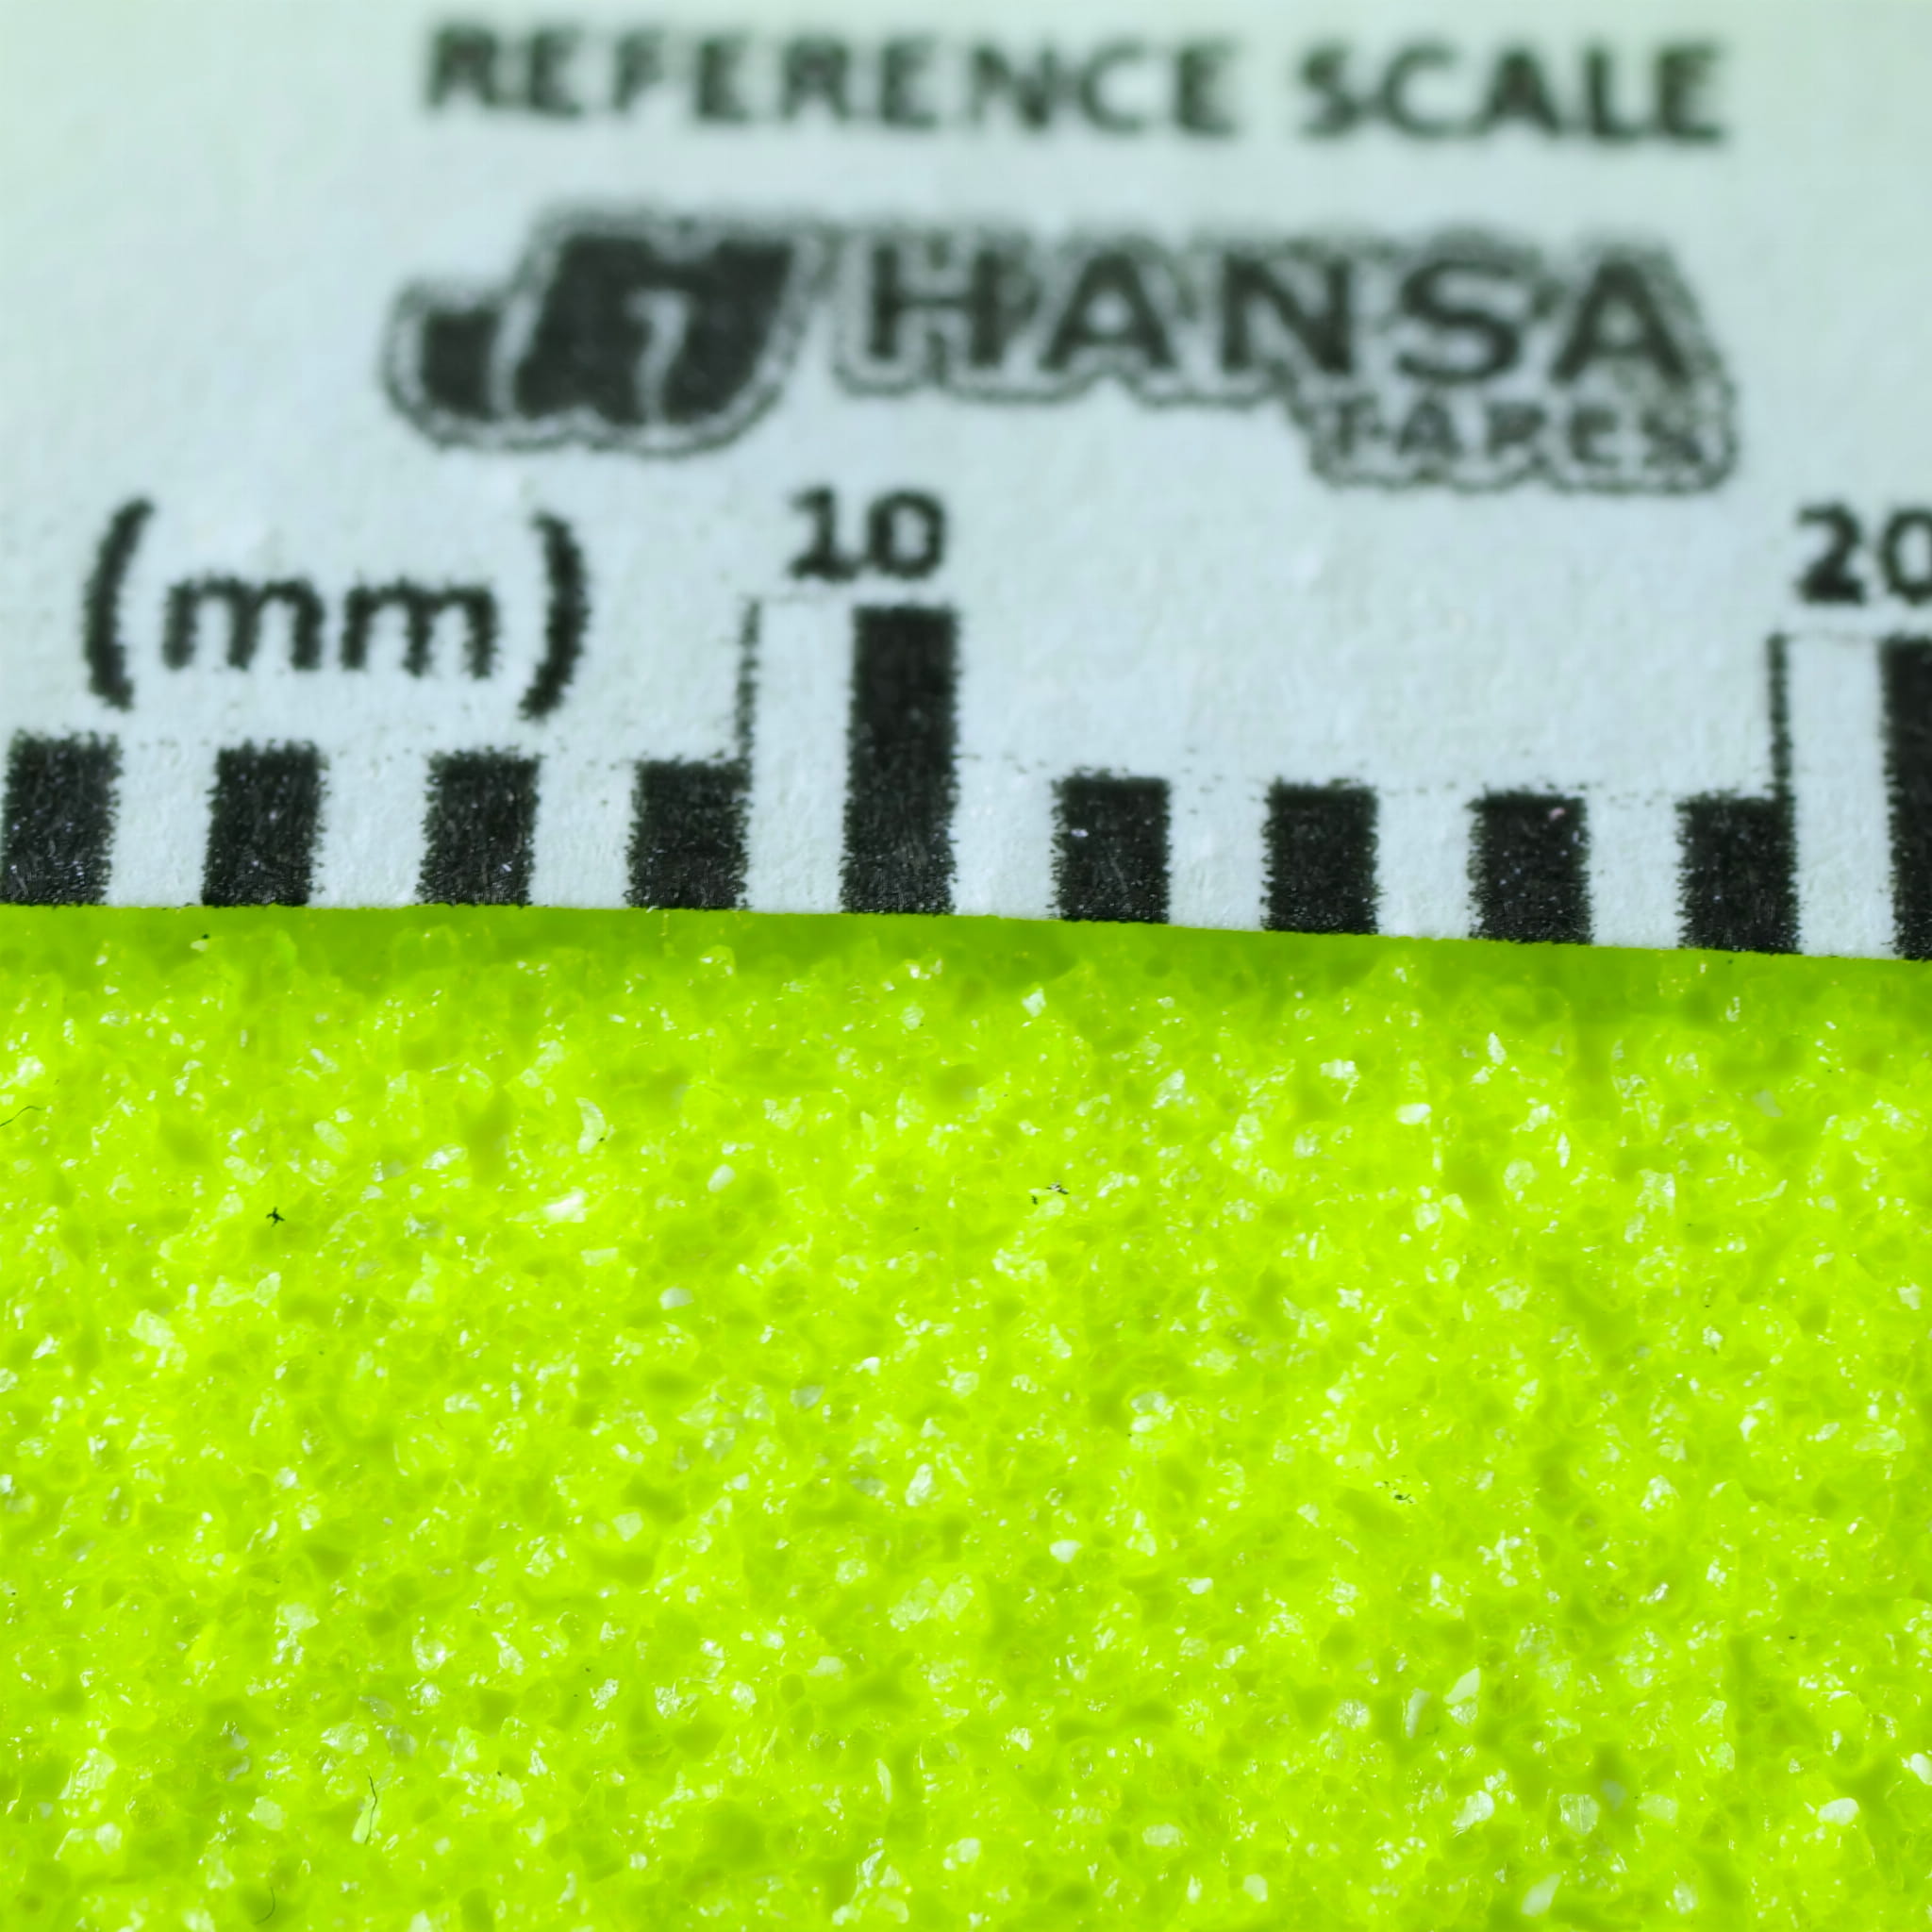 REFERENCE SCALE
HANSA
TAPES
10
20
(mm)